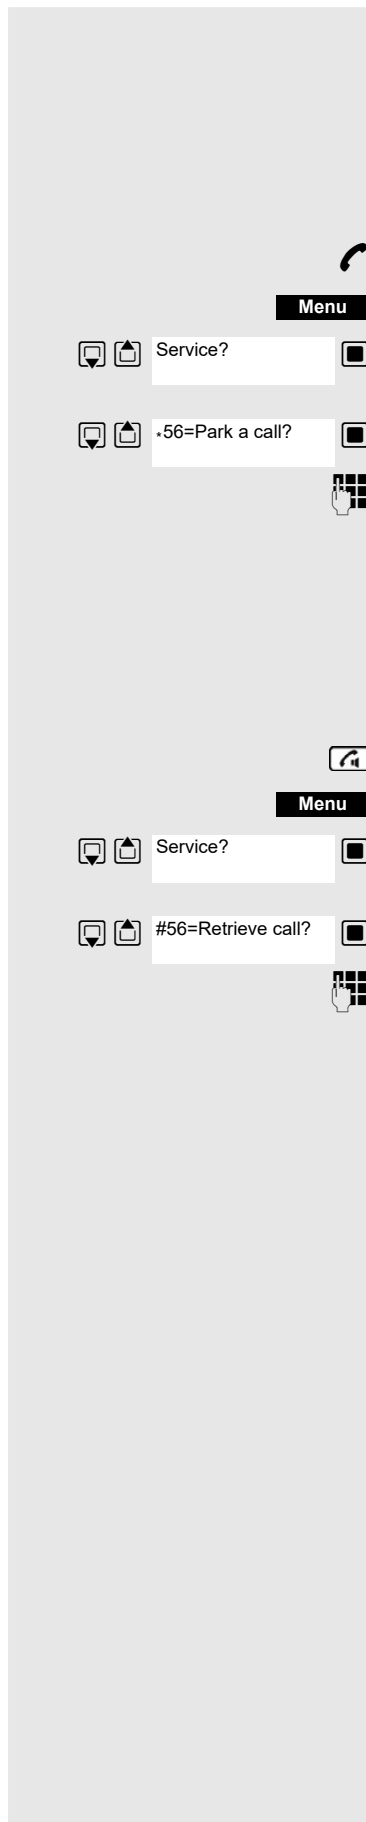 Menu
Service?
*56=Park a call?
Menu
Service?
#56=Retrieve call?